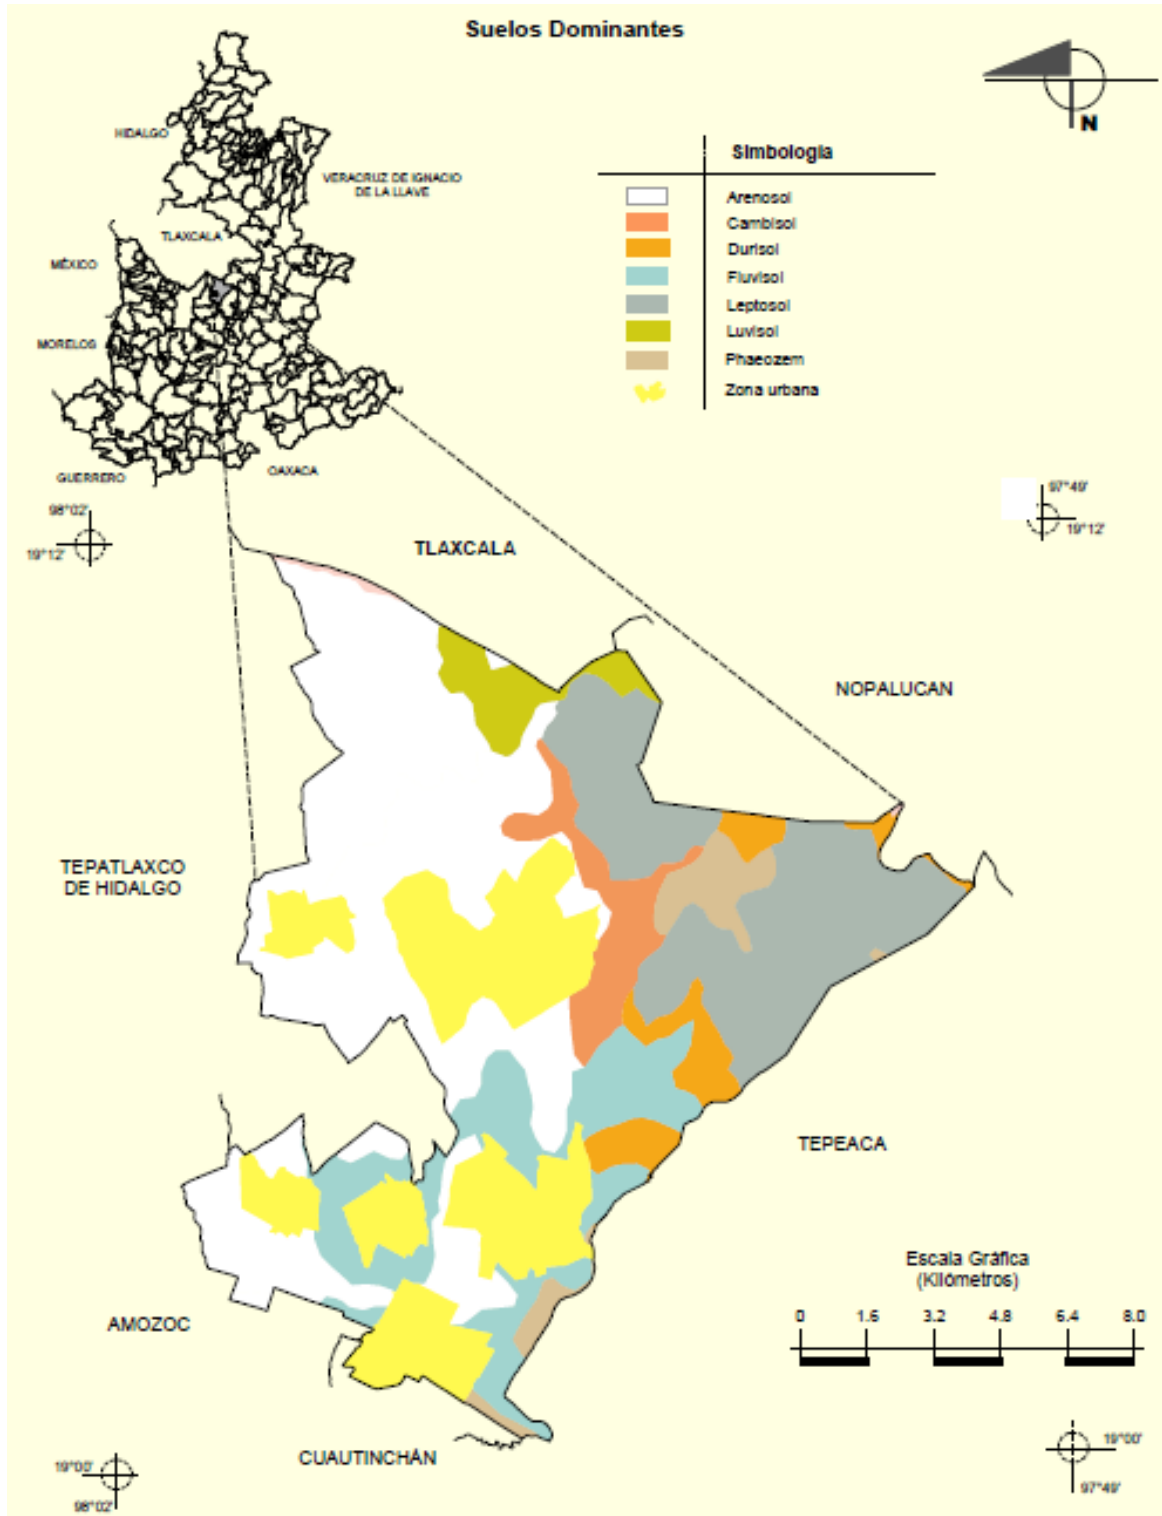 Suelos Dominantes
N
HIDALGO
VERACRUZ DE IGNACIO
DE LA LLAVE
TLAXCALA
MÉXICO
MORELOS
GUERRERO
OAXACA
Simbología
Arenosol
Cambisol
Durisol
Fluvisol
Leptosol
Luvisol
Phaeozem
Zona urbana
98°02'
19°12'
97°49'
19°12'
TLAXCALA
NOPALUCAN
TEPATLAXCO
DE HIDALGO
TEPEACA
AMOZOC
CUAUTINCHÁN
Escala Gráfica
(Kilómetros)
0 1.6 3.2 4.8 6.4 8.0
19°00'
98°02'
19°00'
97°49'